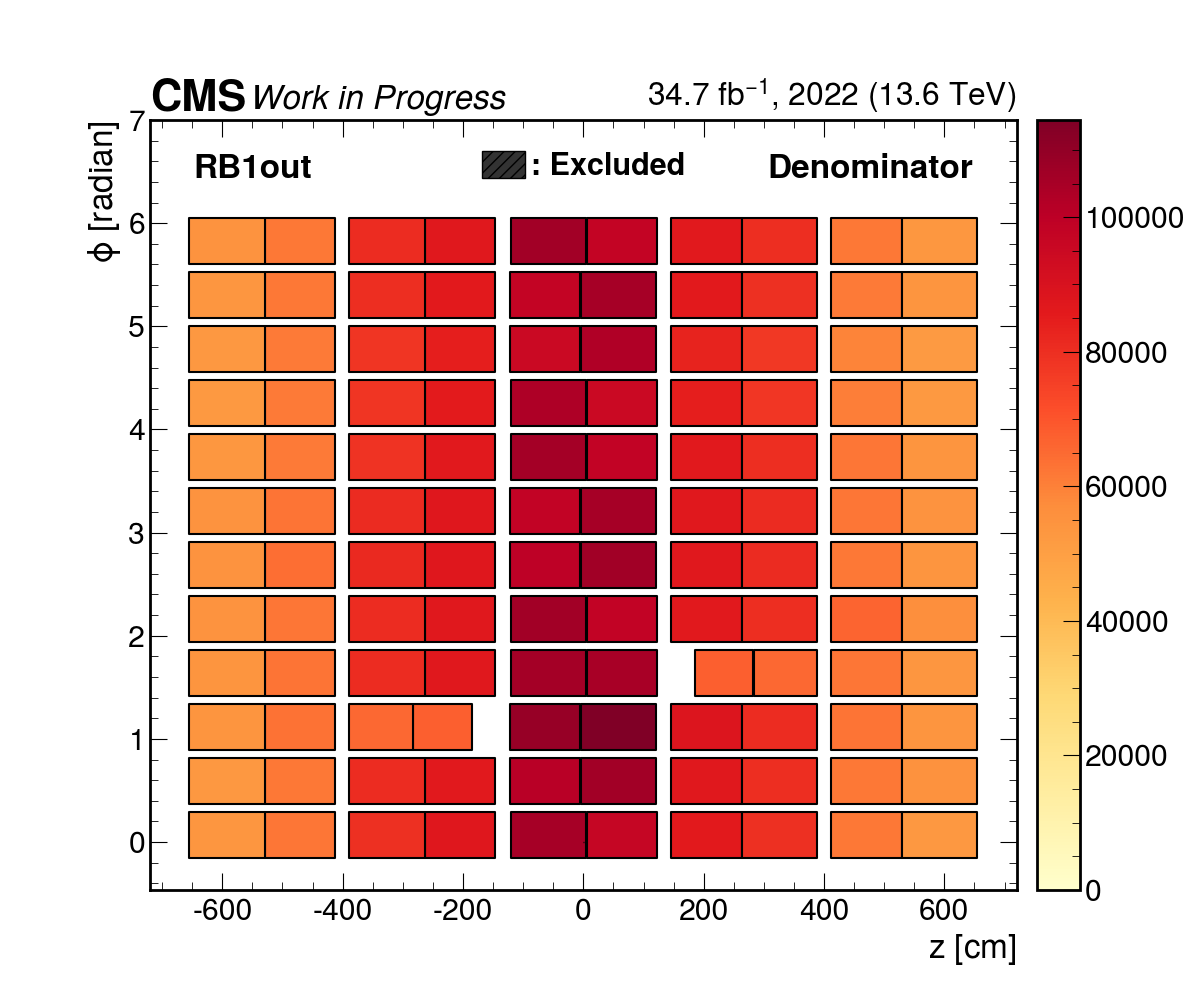 CMS Work in Progress 34.7 fb⁻¹, 2022 (13.6 TeV)
RB1out : Excluded Denominator
ϕ [radian]
7
6
5
4
3
2
1
0
-600 -400 -200 0 200 400 600
z [cm]
100000
80000
60000
40000
20000
0